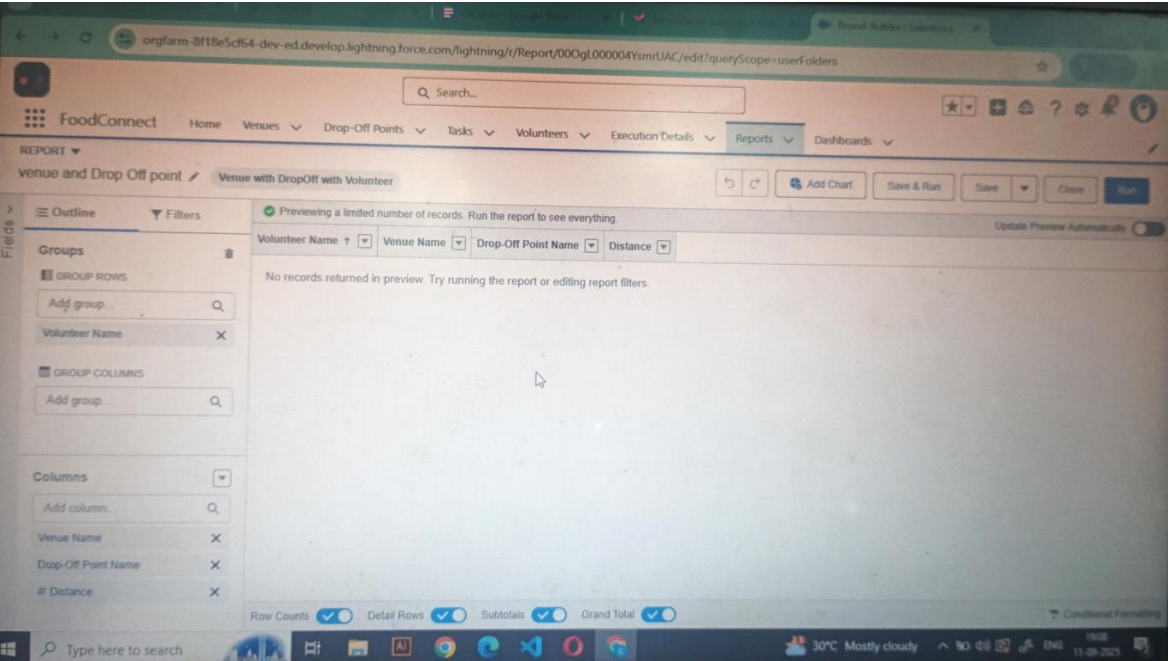 orgfarm-8f18e5cf64-dev-ed.develop.lightning.force.com/lightning/r/Report/00OgL000004YsmrUAC/edit?queryScope=userFolders
Search...
FoodConnect Home Venues Drop-Off Points Tasks Volunteers Execution Details Reports Dashboards
REPORT
venue and Drop Off point Venue with DropOff with Volunteer Add Chart Save & Run Save Close Run
Fields
Outline Filters
Previewing a limited number of records. Run the report to see everything.
Update Preview Automatically
Groups
GROUP ROWS
Add group...
Volunteer Name
GROUP COLUMNS
Add group...
Columns
Add column...
Venue Name
Drop-Off Point Name
# Distance
Volunteer Name Venue Name Drop-Off Point Name Distance
No records returned in preview. Try running the report or editing report filters.
Row Counts Detail Rows Subtotals Grand Total Conditional Formatting
Type here to search
Ai
30°C Mostly cloudy
ENG
19:08
11-09-2025